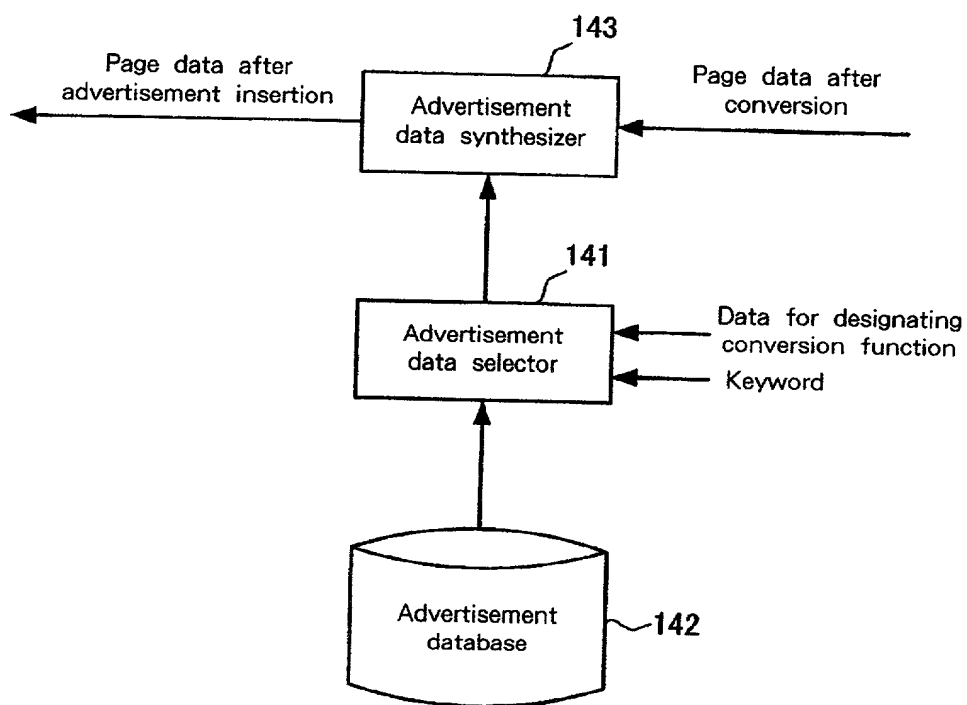 143
Page data after
advertisement insertion
Advertisement
data synthesizer
Page data after
conversion
141
Advertisement
data selector
Data for designating
conversion function
Keyword
Advertisement
database
142